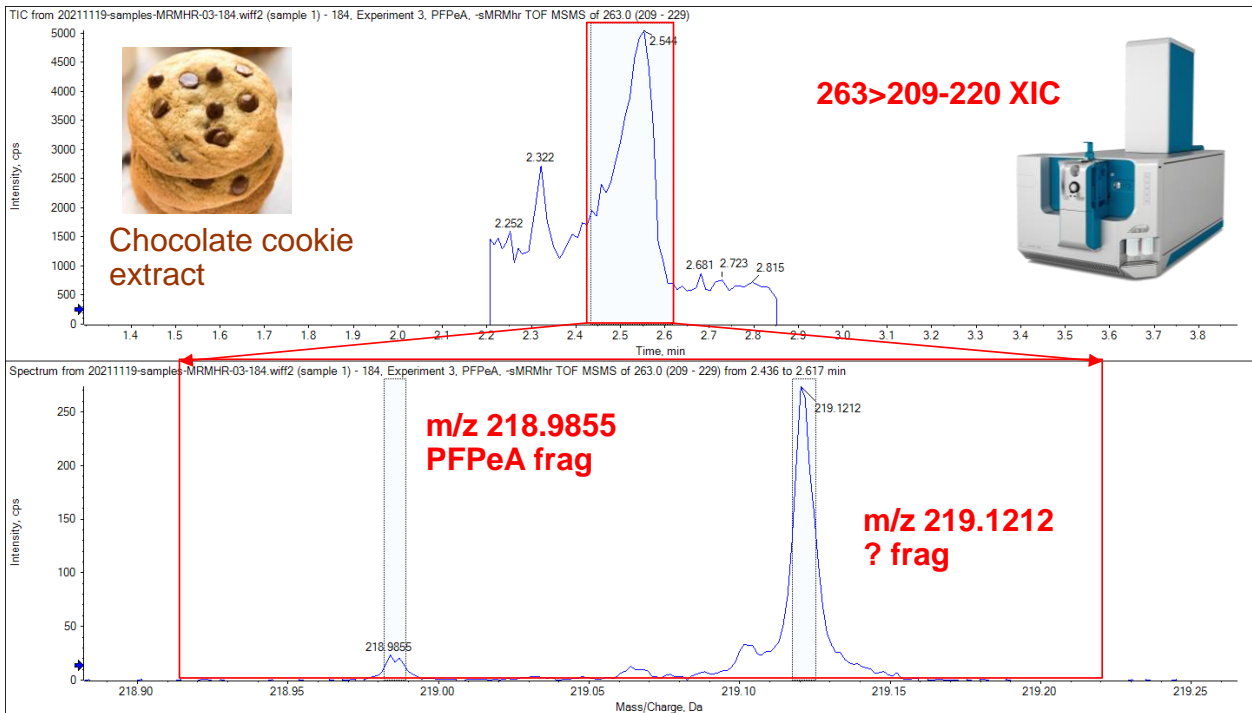 TIC from 20211119-samples-MRMHR-03-184.wiff2 (sample 1) - 184, Experiment 3, PFPeA, -sMRMhr TOF MSMS of 263.0 (209 - 229)
Intensity, cps
5000
4500
4000
3500
3000
2500
2000
1500
1000
500
0
2.544
2.322
2.252
2.681
2.723
2.815
263>209-220 XIC
Chocolate cookie
extract
1.4 1.5 1.6 1.7 1.8 1.9 2.0 2.1 2.2 2.3 2.4 2.5 2.6 2.7 2.8 2.9 3.0 3.1 3.2 3.3 3.4 3.5 3.6 3.7 3.8
Time, min
Spectrum from 20211119-samples-MRMHR-03-184.wiff2 (sample 1) - 184, Experiment 3, PFPeA, -sMRMhr TOF MSMS of 263.0 (209 - 229) from 2.436 to 2.617 min
Intensity, cps
250
200
150
100
50
0
219.1212
m/z 218.9855
PFPeA frag
m/z 219.1212
? frag
218.9855
218.90 218.95 219.00 219.05 219.10 219.15 219.20 219.25
Mass/Charge, Da